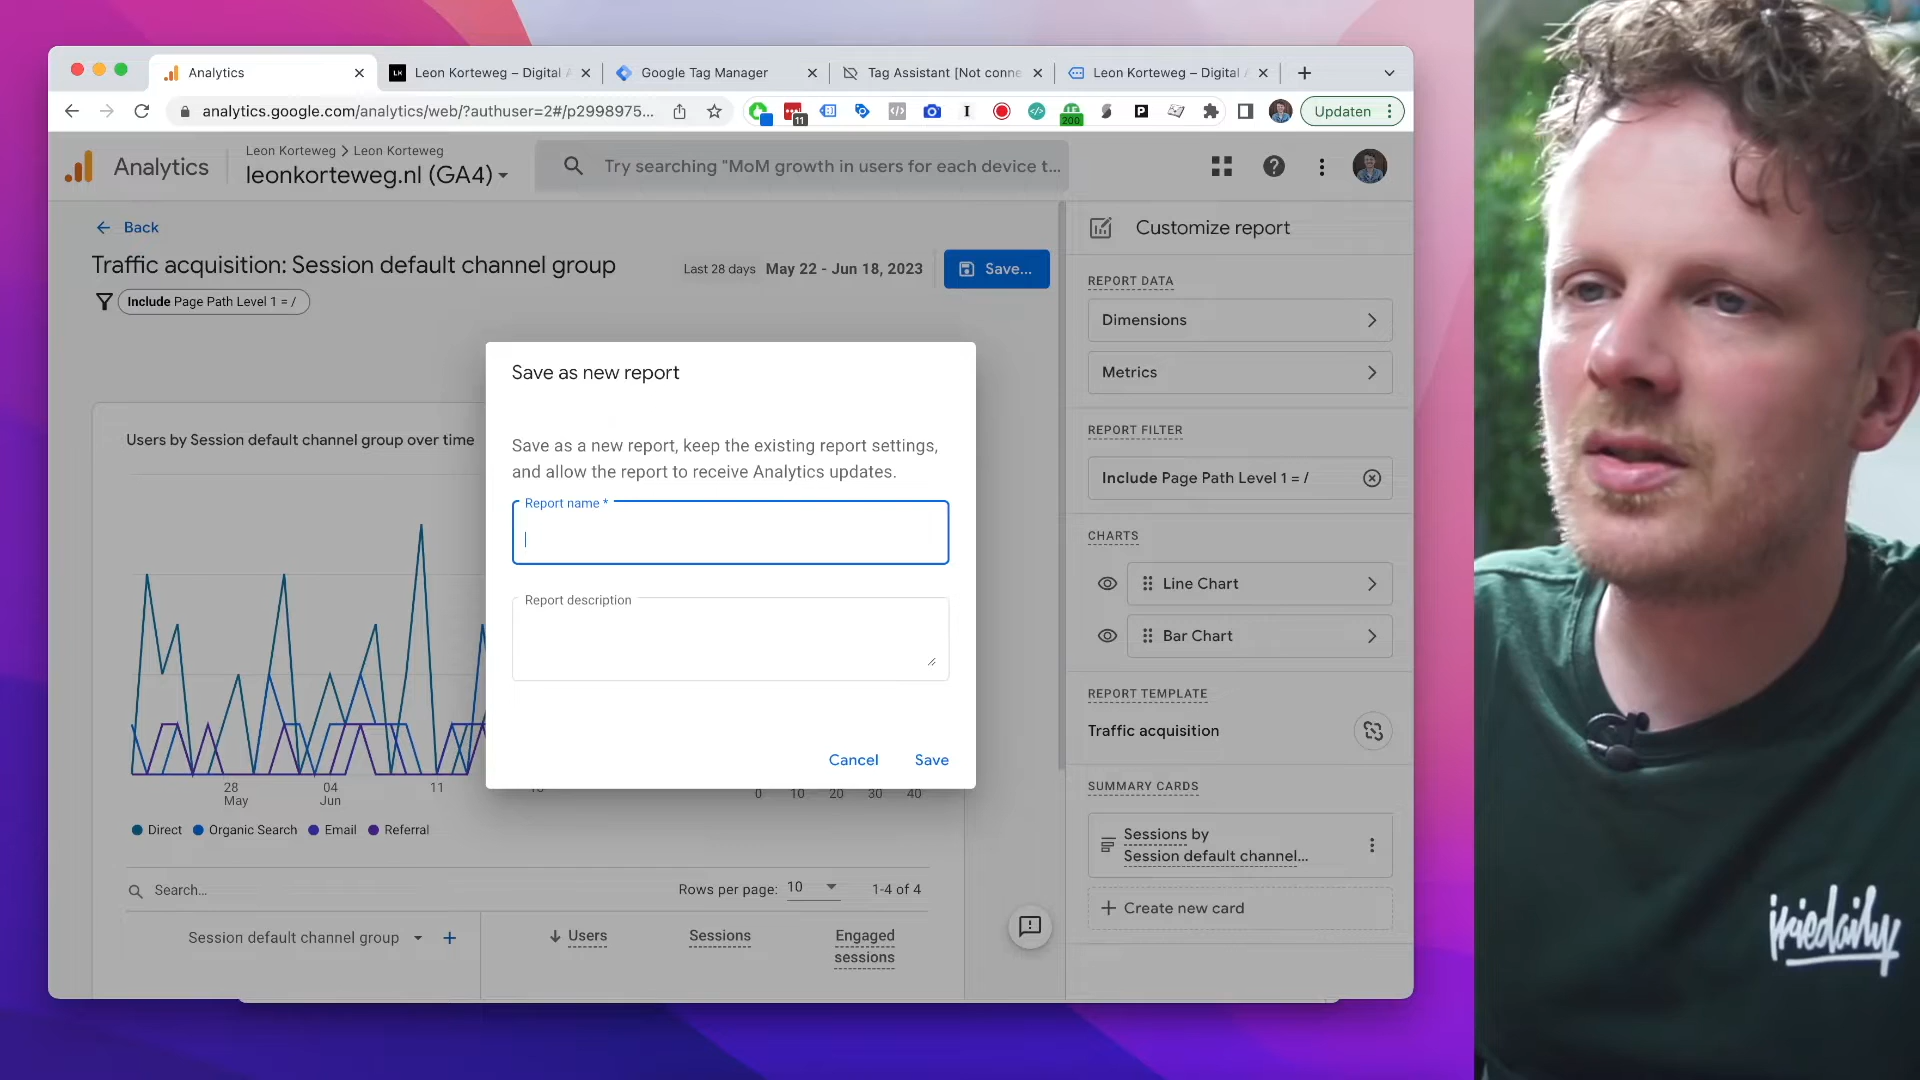 Analytics
LK
Leon Korteweg – Digital A
Google Tag Manager
Tag Assistant [Not conne
Leon Korteweg – Digital A
analytics.google.com/analytics/web/?authuser=2#/p2998975...
11
200
Updaten
Analytics
Leon Korteweg > Leon Korteweg
leonkorteweg.nl (GA4)
Try searching "MoM growth in users for each device t...
Back
Traffic acquisition: Session default channel group
Last 28 days May 22 - Jun 18, 2023
Save...
Include Page Path Level 1 = /
Users by Session default channel group over time
28
May
04
Jun
11
0 10 20 30 40
Direct Organic Search Email Referral
Search...
Rows per page: 10 1-4 of 4
Session default channel group
Users
Sessions
Engaged
sessions
Save as new report
Save as a new report, keep the existing report settings,
and allow the report to receive Analytics updates.
Report name *
Report description
Cancel Save
Customize report
REPORT DATA
Dimensions
Metrics
REPORT FILTER
Include Page Path Level 1 = /
CHARTS
Line Chart
Bar Chart
REPORT TEMPLATE
Traffic acquisition
SUMMARY CARDS
Sessions by
Session default channel...
Create new card
iriedaily